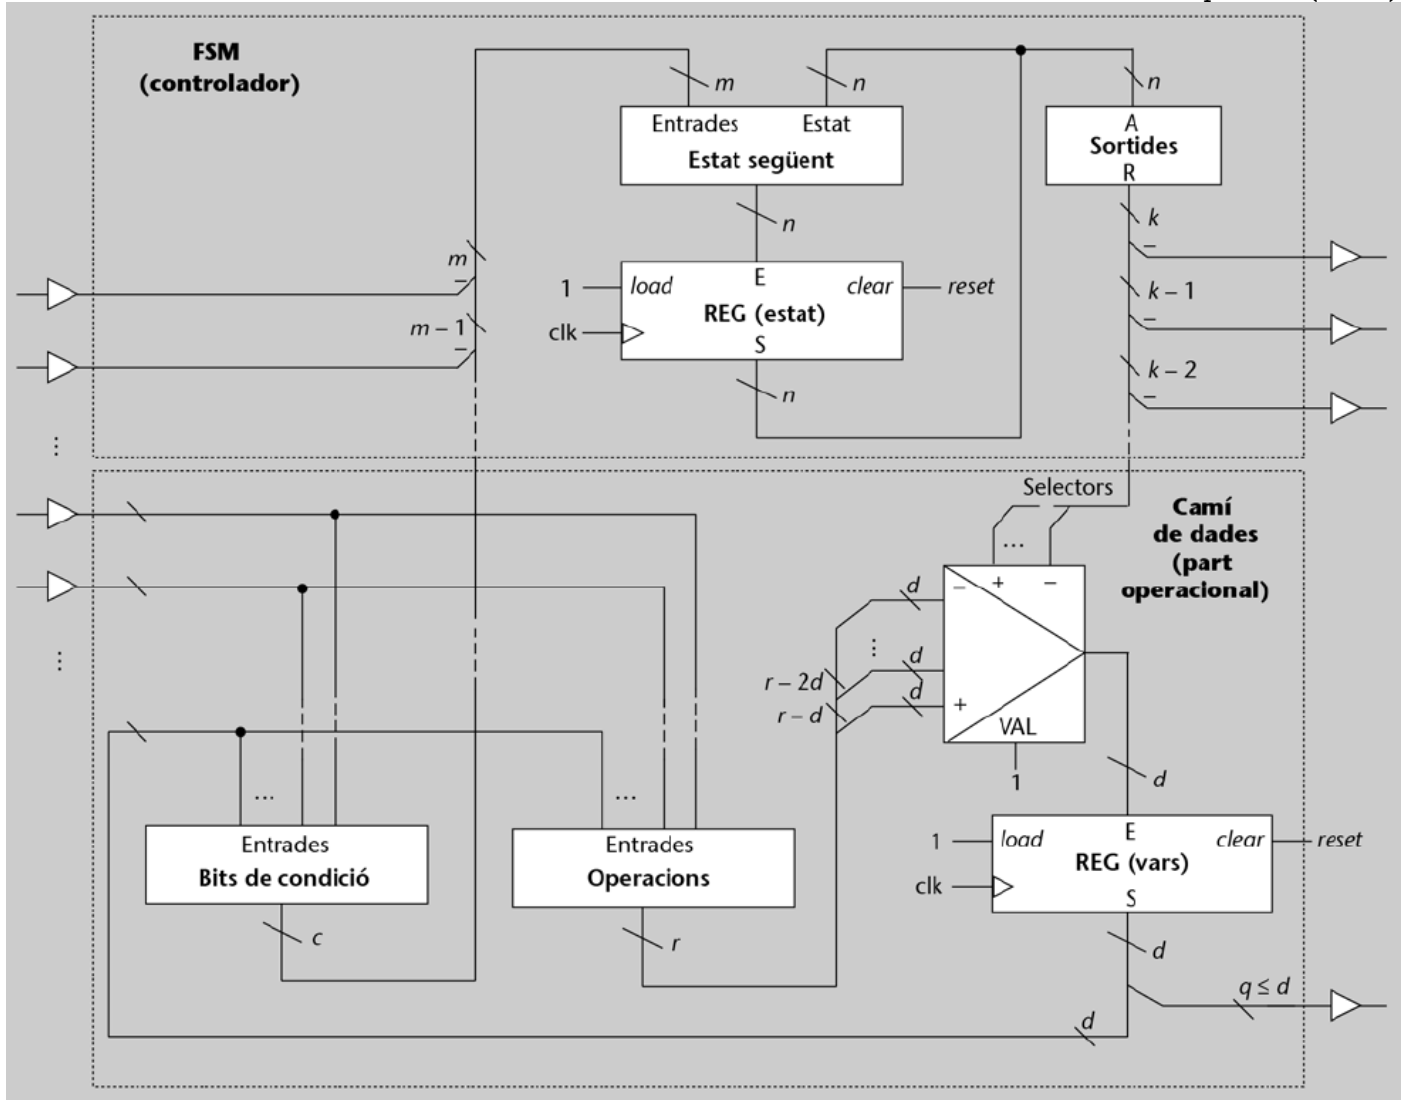 FSM
(controlador)
m
n
n
Entrades
Estat
Estat següent
A
Sortides
R
n
k
m
1
load
E
clear
reset
k – 1
REG (estat)
m – 1
clk
S
k – 2
n
⋮
Selectors
Camí
de dades
(part
operacional)
...
+
–
d
–
⋮
⋮
d
r – 2d
d
r – d
+
VAL
1
d
...
...
Entrades
Bits de condició
Entrades
Operacions
1
load
E
clear
reset
REG (vars)
clk
S
c
r
d
q ≤ d
d